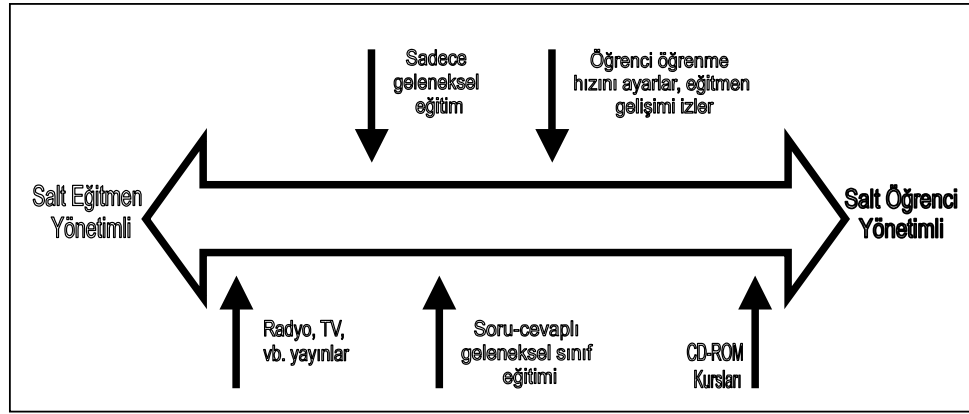 Sadece
geleneksel
eğitim
Öğrenci öğrenme
hızını ayarlar, eğitmen
gelişimi izler
Salt Eğitmen
Yönetimli
Salt Öğrenci
Yönetimli
Radyo, TV,
vb. yayınlar
Soru-cevaplı
geleneksel sınıf
eğitimi
CD-ROM
Kursları